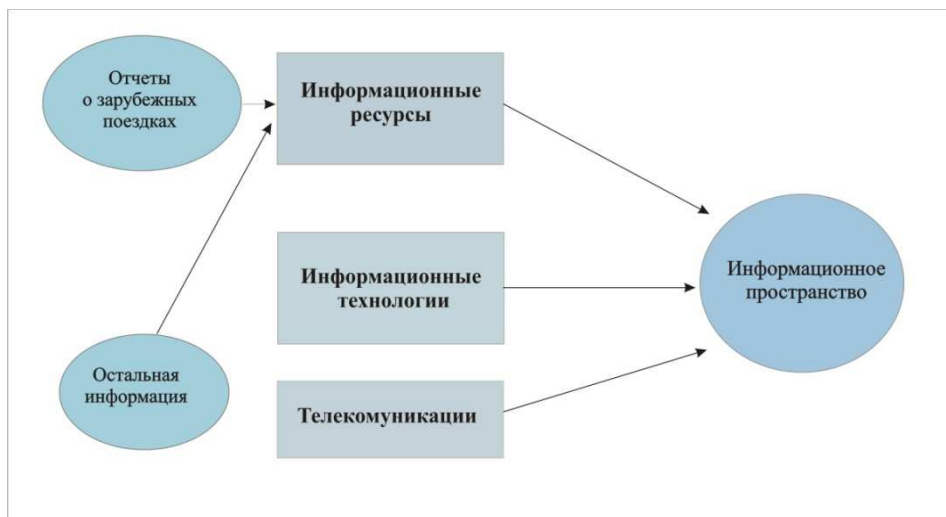 Отчеты
о зарубежных
поездках
Информационные
ресурсы
Информационные
технологии
Информационное
пространство
Остальная
информация
Телекомуникации